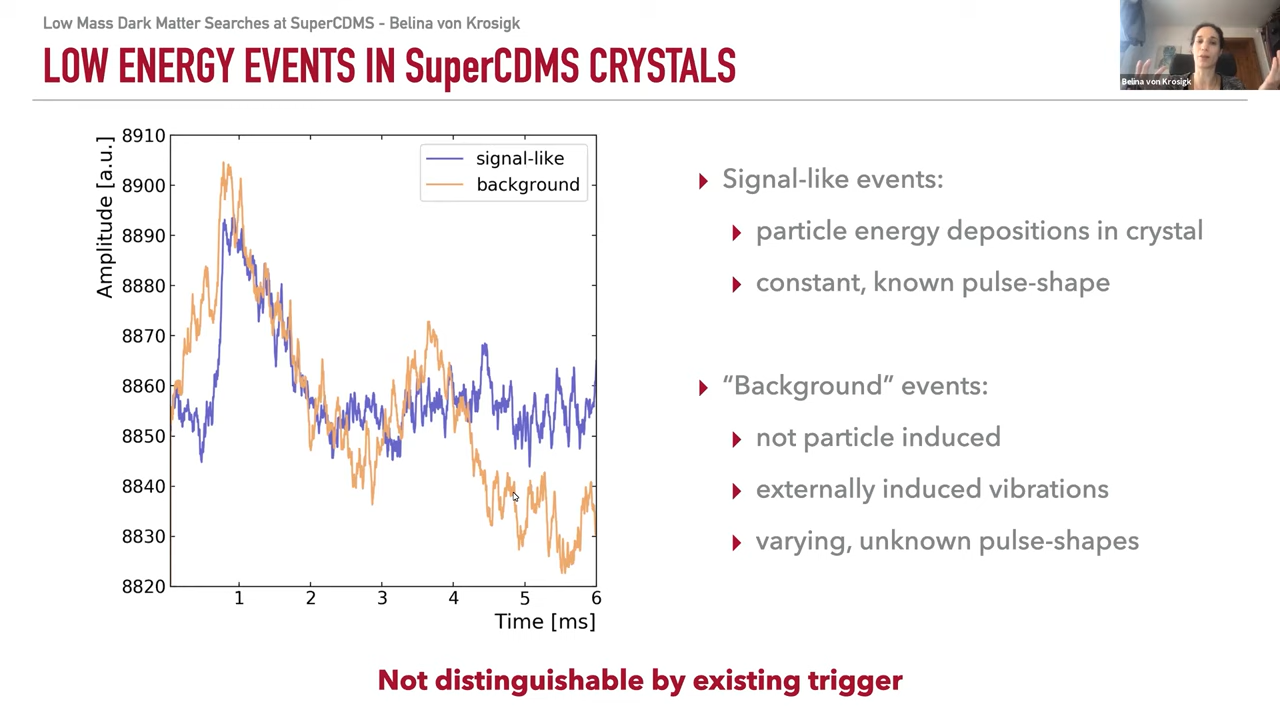 Low Mass Dark Matter Searches at SuperCDMS - Belina von Krosigk
LOW ENERGY EVENTS IN SuperCDMS CRYSTALS
Belina von Krosigk
Amplitude [a.u.]
8910
8900
8890
8880
8870
8860
8850
8840
8830
8820
signal-like
background
1 2 3 4 5 6
Time [ms]
Signal-like events:
particle energy depositions in crystal
constant, known pulse-shape
“Background” events:
not particle induced
externally induced vibrations
varying, unknown pulse-shapes
Not distinguishable by existing trigger